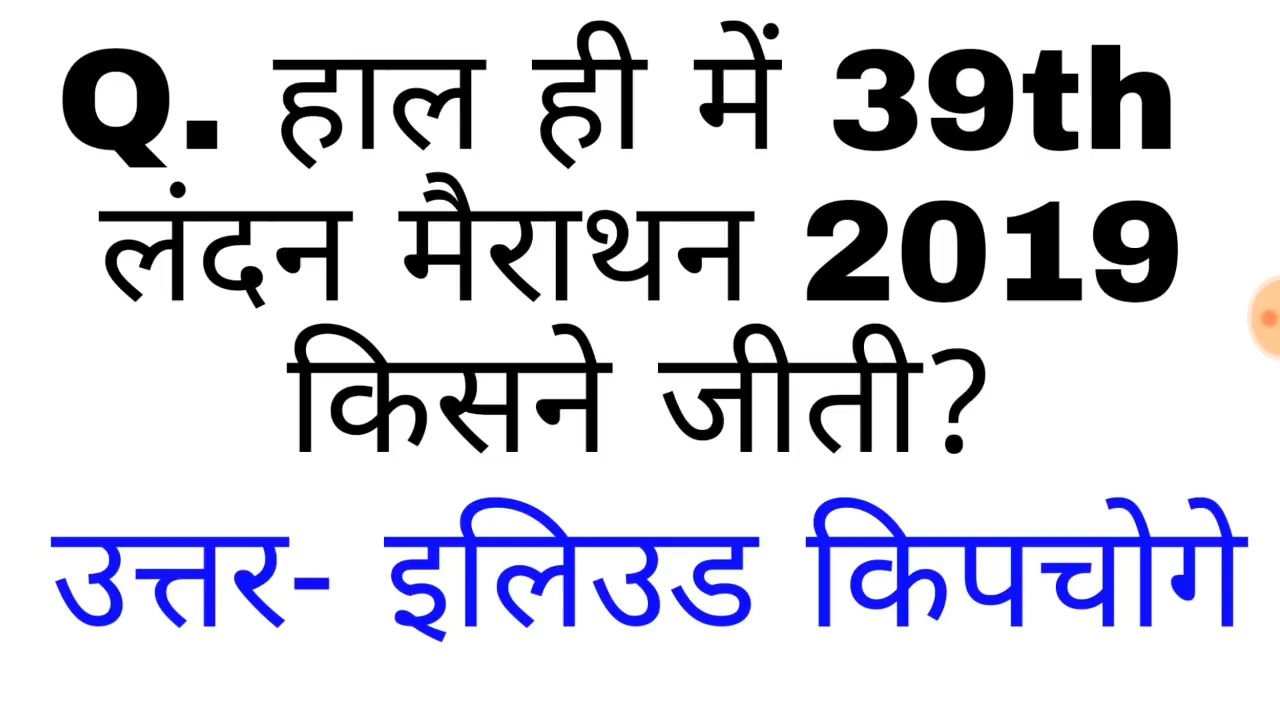 Q. हाल ही में 39th
लंदन मैराथन 2019
किसने जीती?
उत्तर- इलिउड किपचोगे